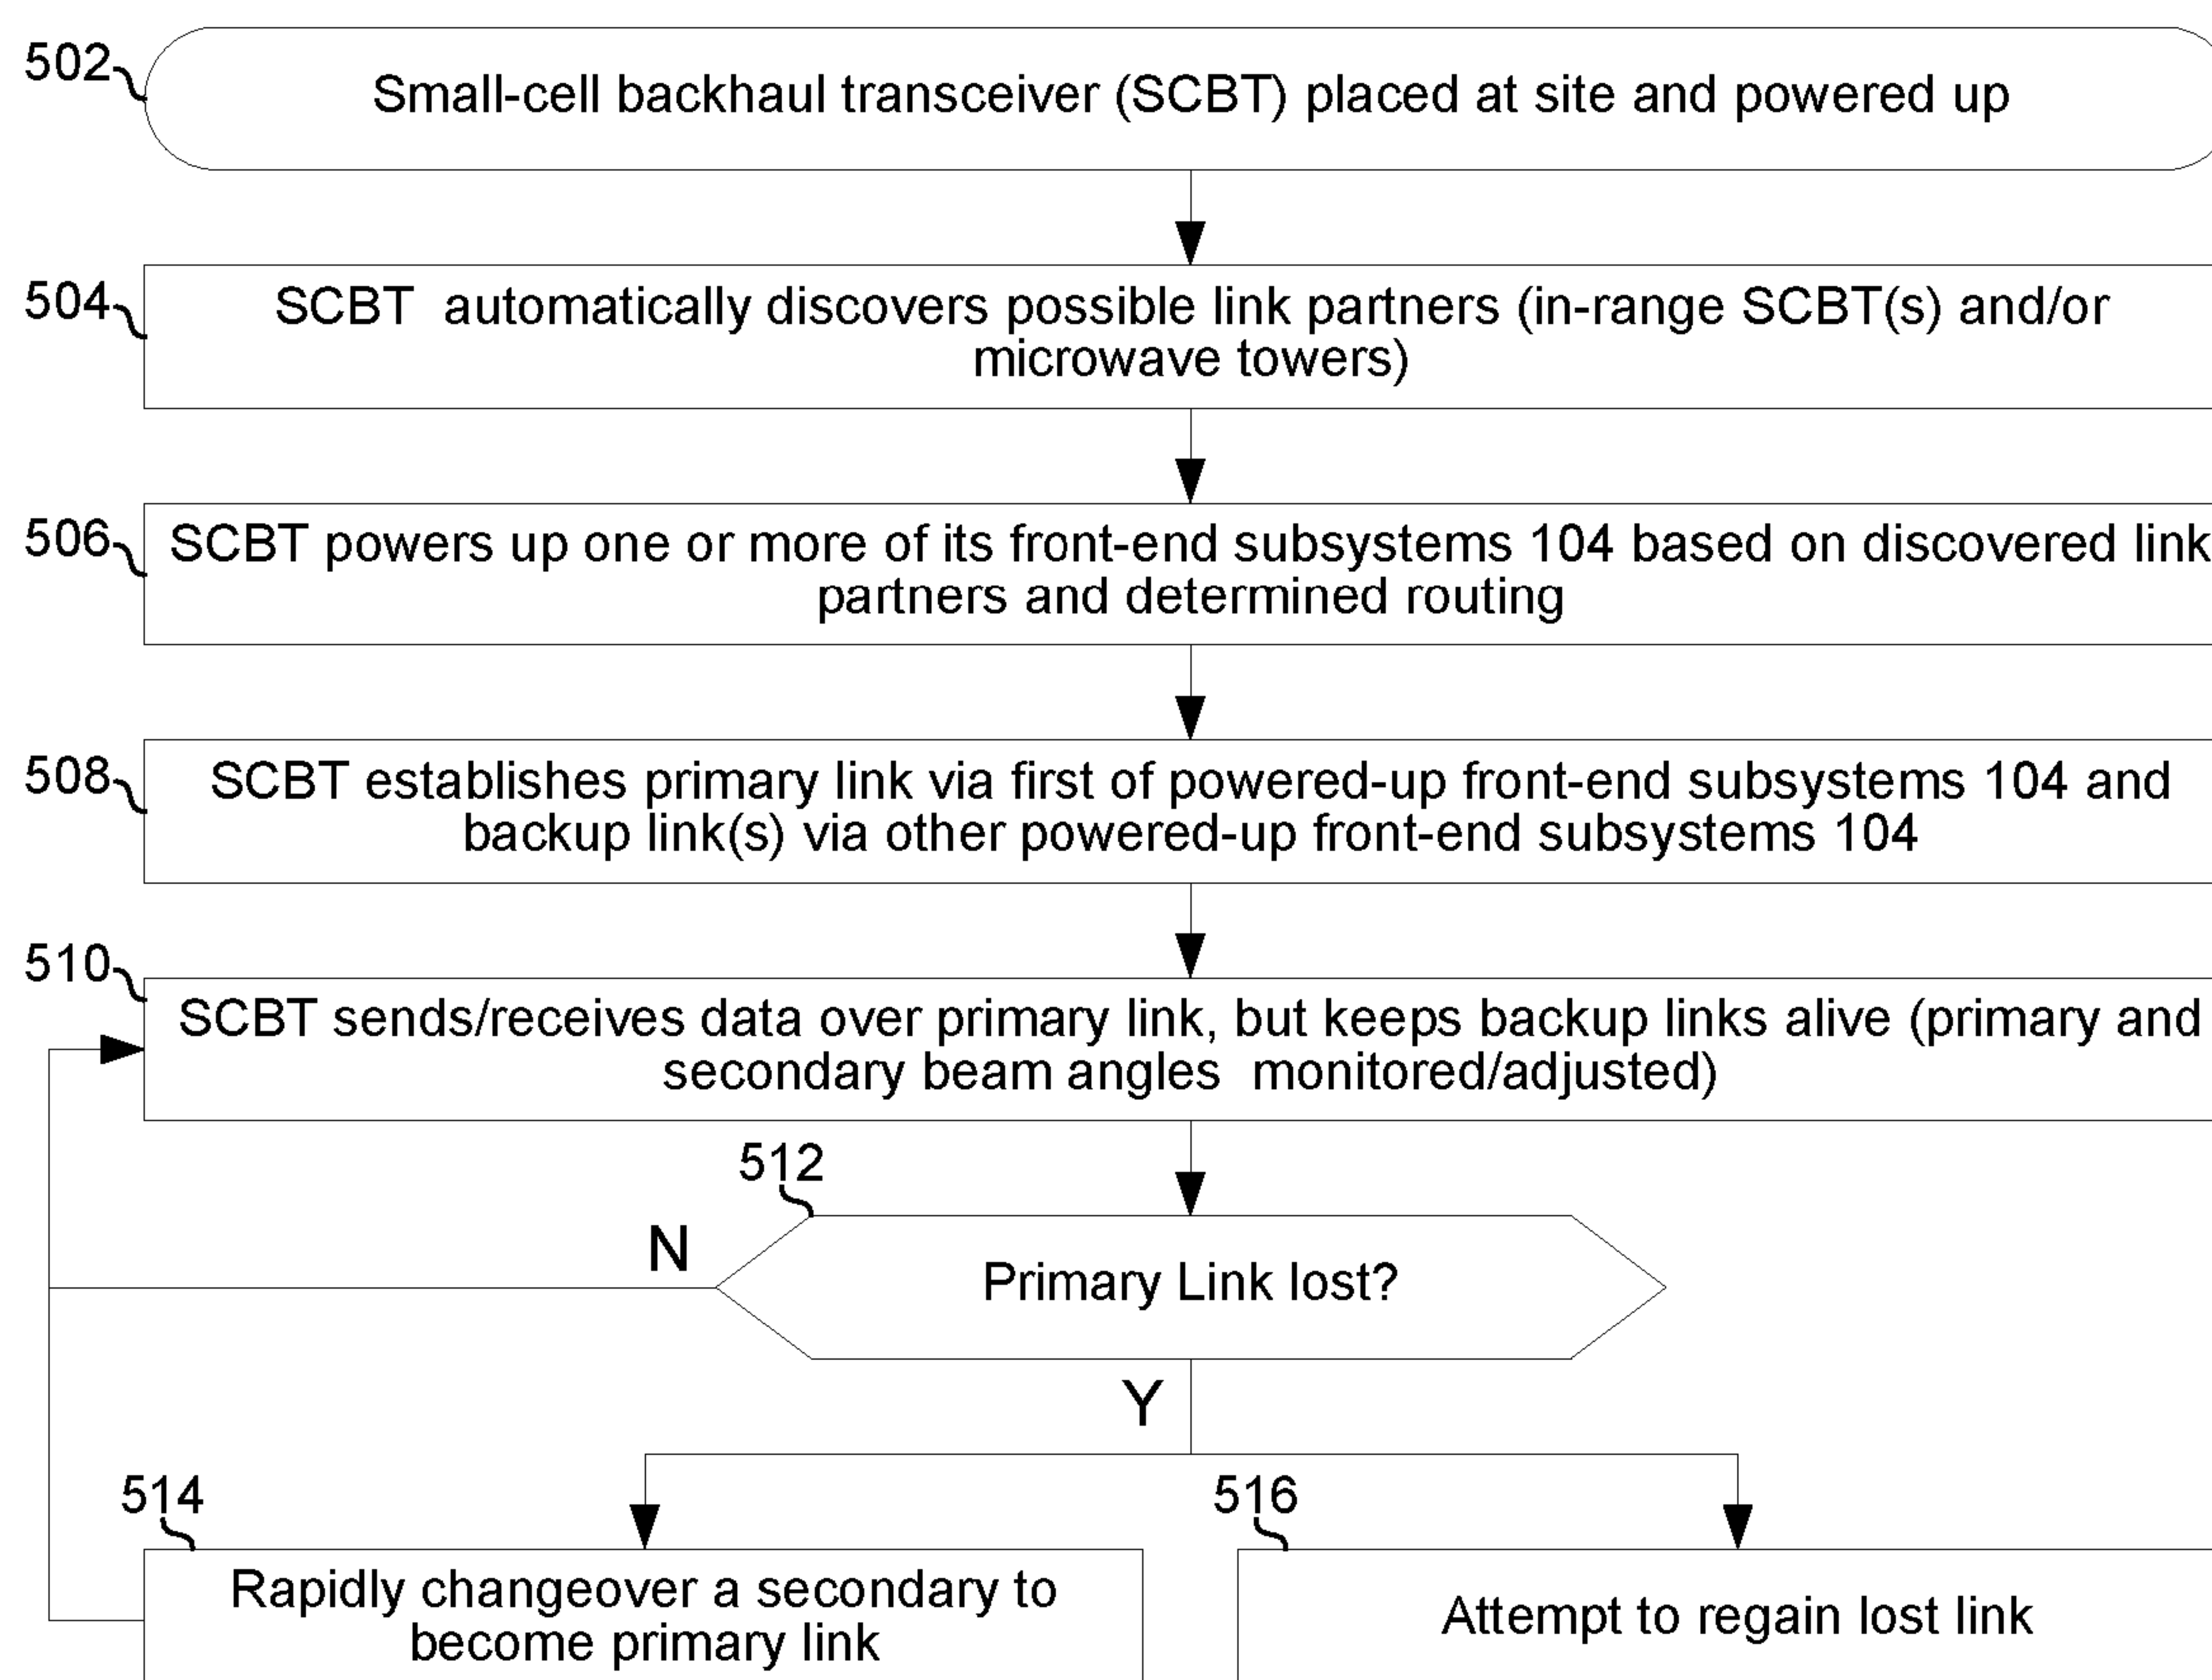 502
Small-cell backhaul transceiver (SCBT) placed at site and powered up
504
SCBT automatically discovers possible link partners (in-range SCBT(s) and/or
microwave towers)
506
SCBT powers up one or more of its front-end subsystems 104 based on discovered link
partners and determined routing
508
SCBT establishes primary link via first of powered-up front-end subsystems 104 and
backup link(s) via other powered-up front-end subsystems 104
510
SCBT sends/receives data over primary link, but keeps backup links alive (primary and
secondary beam angles monitored/adjusted)
512
N
Primary Link lost?
Y
514
Rapidly changeover a secondary to
become primary link
516
Attempt to regain lost link